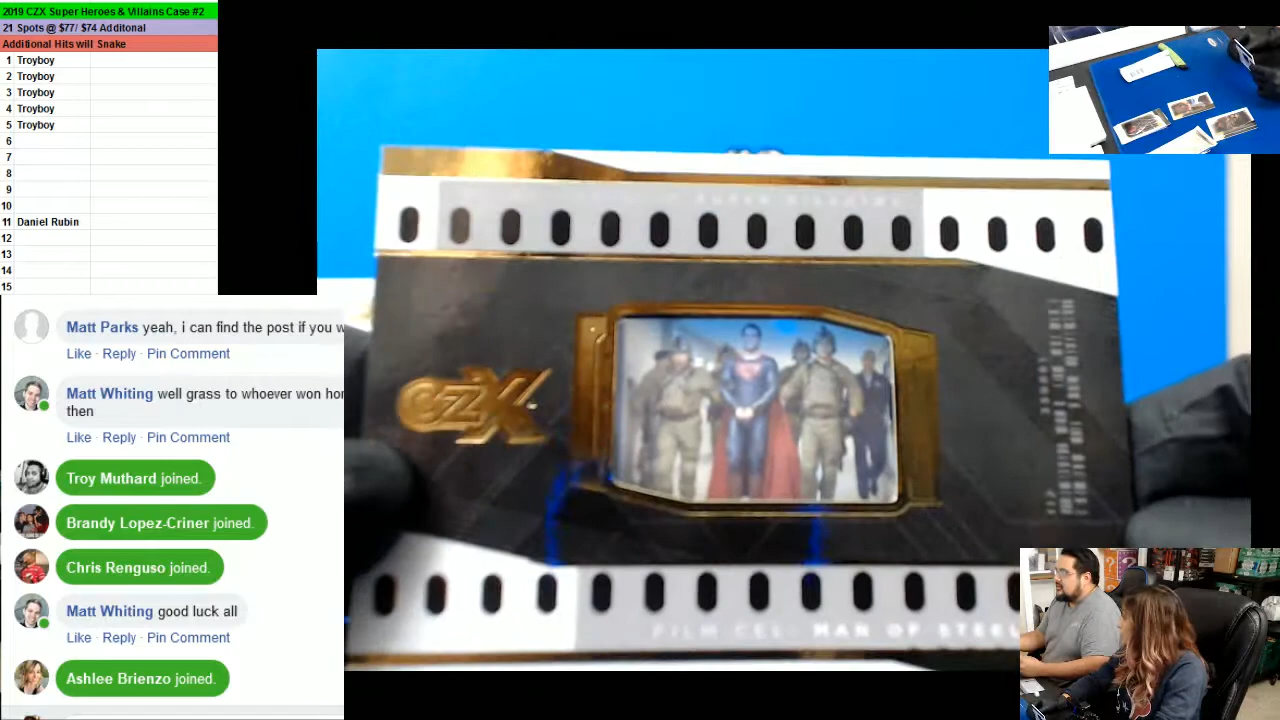 2019 CZX Super Heroes & Villains Case #2
21 Spots @ $77/ $74 Additonal
Additional Hits will Snake
1 Troyboy
2 Troyboy
3 Troyboy
4 Troyboy
5 Troyboy
6
7
8
9
10
11 Daniel Rubin
12
13
14
15
Matt Parks yeah, i can find the post if you w
Like · Reply · Pin Comment
Matt Whiting well grass to whoever won hor
then
Like · Reply · Pin Comment
Troy Muthard joined.
Brandy Lopez-Criner joined.
Chris Renguso joined.
Matt Whiting good luck all
Like · Reply · Pin Comment
Ashlee Brienzo joined.
CZX
FILM CEL: MAN OF STEEL